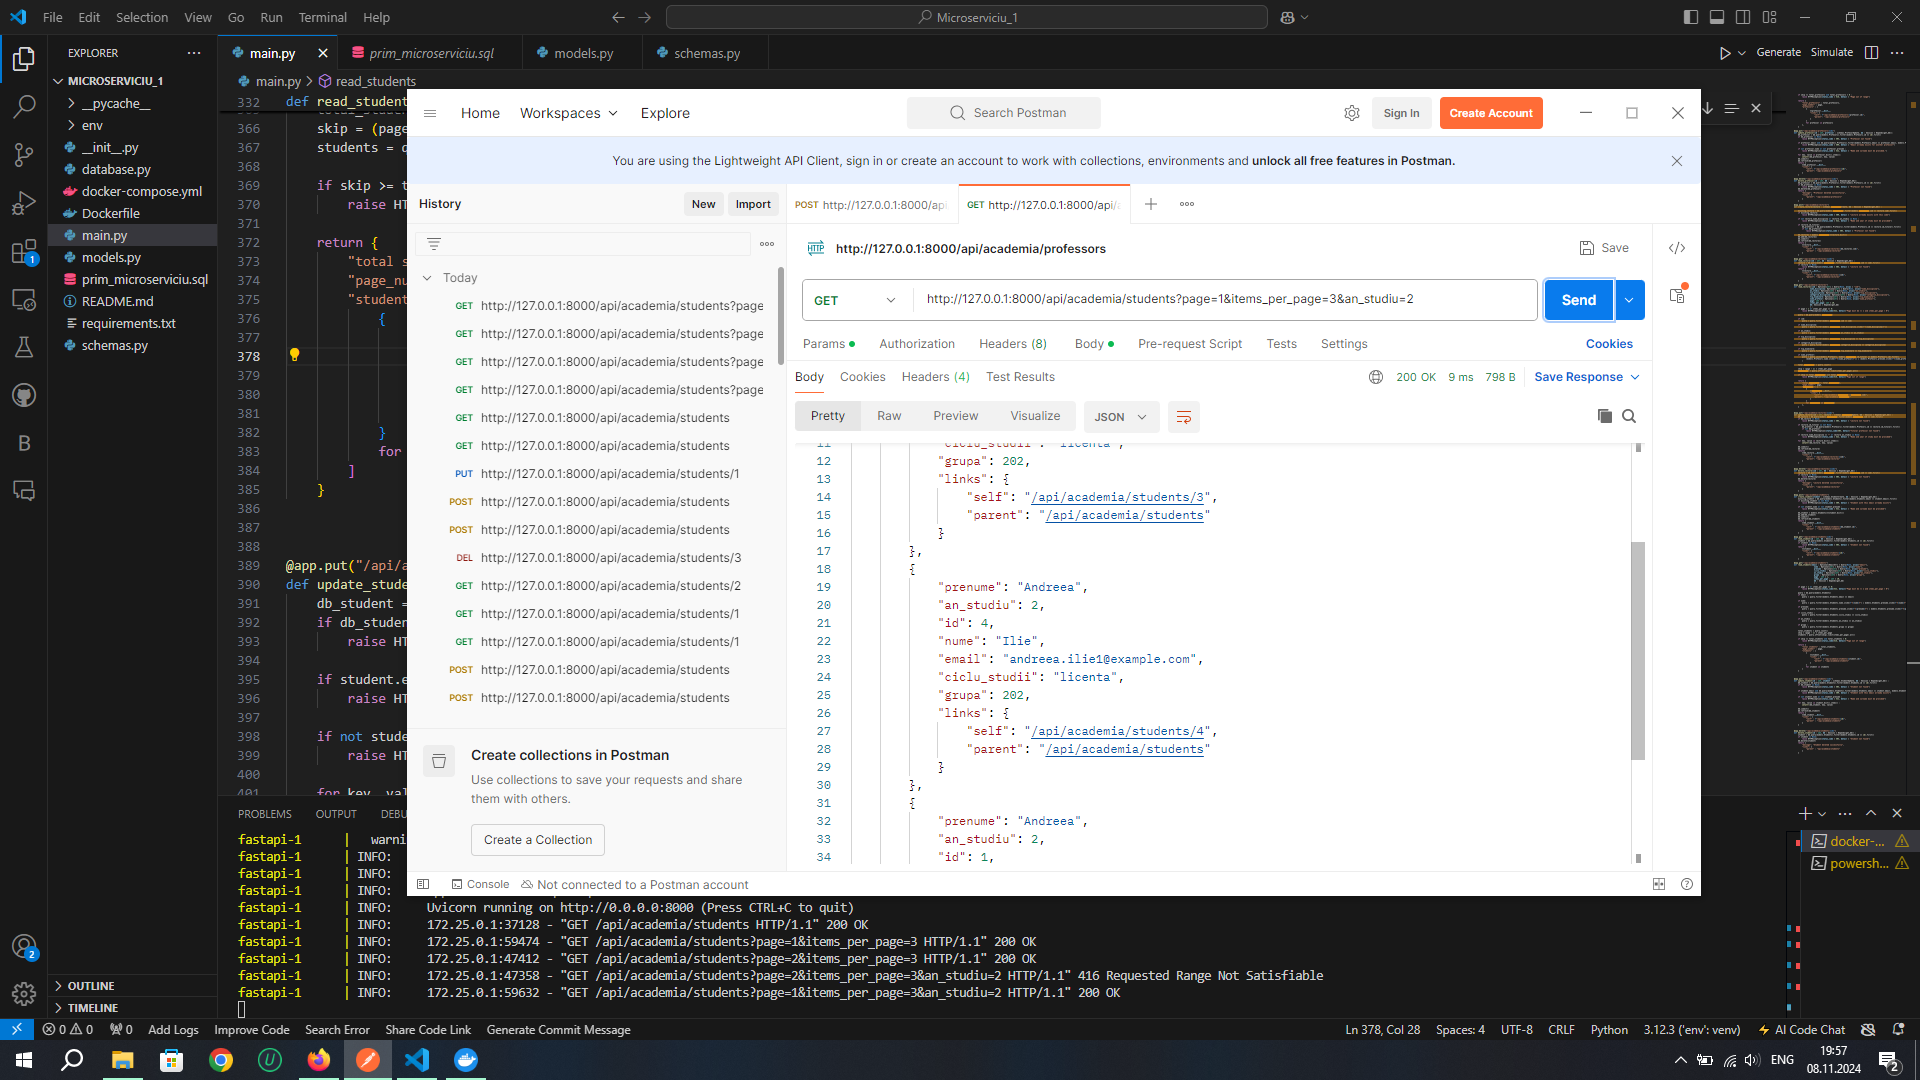 File Edit Selection View Go Run Terminal Help
Microserviciu_1
EXPLORER
MICROSERVICIU_1
__pycache__
env
__init__.py
database.py
docker-compose.yml
Dockerfile
main.py
models.py
prim_microserviciu.sql
README.md
requirements.txt
schemas.py
OUTLINE
TIMELINE
main.py
prim_microserviciu.sql
models.py
schemas.py
Generate Simulate
main.py > read_students
332 def read_student
366 skip = (page
367 students = q
368
369 if skip >= t
370 raise HT
371
372 return {
373 "total s
374 "page_nu
375 "student
376 {
377
378
379
380
381
382 }
383 for
384 ]
385 }
386
387
388
389 @app.put("/api/a
390 def update_stude
391 db_student =
392 if db_studen
393 raise HT
394
395 if student.e
396 raise HT
397
398 if not stude
399 raise HT
400
401 for key, val
Home Workspaces Explore
Search Postman
Sign In
Create Account
You are using the Lightweight API Client, sign in or create an account to work with collections, environments and unlock all free features in Postman.
History
New
Import
Today
GET http://127.0.0.1:8000/api/academia/students?page
GET http://127.0.0.1:8000/api/academia/students?page
GET http://127.0.0.1:8000/api/academia/students?page
GET http://127.0.0.1:8000/api/academia/students?page
GET http://127.0.0.1:8000/api/academia/students
GET http://127.0.0.1:8000/api/academia/students
PUT http://127.0.0.1:8000/api/academia/students/1
POST http://127.0.0.1:8000/api/academia/students
POST http://127.0.0.1:8000/api/academia/students
DEL http://127.0.0.1:8000/api/academia/students/3
GET http://127.0.0.1:8000/api/academia/students/2
GET http://127.0.0.1:8000/api/academia/students/1
GET http://127.0.0.1:8000/api/academia/students/1
POST http://127.0.0.1:8000/api/academia/students
POST http://127.0.0.1:8000/api/academia/students
Create collections in Postman
Use collections to save your requests and share
them with others.
Create a Collection
POST http://127.0.0.1:8000/api
GET http://127.0.0.1:8000/api/a
HTTP http://127.0.0.1:8000/api/academia/professors
Save
GET http://127.0.0.1:8000/api/academia/students?page=1&items_per_page=3&an_studiu=2
Send
Params Authorization Headers (8) Body Pre-request Script Tests Settings
Cookies
Body Cookies Headers (4) Test Results
200 OK 9 ms 798 B Save Response
Pretty Raw Preview Visualize JSON
11 "ciclu_studii": "licenta",
12 "grupa": 202,
13 "links": {
14 "self": "/api/academia/students/3",
15 "parent": "/api/academia/students"
16 }
17 },
18 {
19 "prenume": "Andreea",
20 "an_studiu": 2,
21 "id": 4,
22 "nume": "Ilie",
23 "email": "andreea.ilie1@example.com",
24 "ciclu_studii": "licenta",
25 "grupa": 202,
26 "links": {
27 "self": "/api/academia/students/4",
28 "parent": "/api/academia/students"
29 }
30 },
31 {
32 "prenume": "Andreea",
33 "an_studiu": 2,
34 "id": 1,
Console Not connected to a Postman account
PROBLEMS OUTPUT DEBU
fastapi-1 | warni
fastapi-1 | INFO:
fastapi-1 | INFO:
fastapi-1 | INFO:
fastapi-1 | INFO: Uvicorn running on http://0.0.0.0:8000 (Press CTRL+C to quit)
fastapi-1 | INFO: 172.25.0.1:37128 - "GET /api/academia/students HTTP/1.1" 200 OK
fastapi-1 | INFO: 172.25.0.1:59474 - "GET /api/academia/students?page=1&items_per_page=3 HTTP/1.1" 200 OK
fastapi-1 | INFO: 172.25.0.1:47412 - "GET /api/academia/students?page=2&items_per_page=3 HTTP/1.1" 200 OK
fastapi-1 | INFO: 172.25.0.1:47358 - "GET /api/academia/students?page=2&items_per_page=3&an_studiu=2 HTTP/1.1" 416 Requested Range Not Satisfiable
fastapi-1 | INFO: 172.25.0.1:59632 - "GET /api/academia/students?page=1&items_per_page=3&an_studiu=2 HTTP/1.1" 200 OK
docker-...
powersh...
0 0 0 Add Logs Improve Code Search Error Share Code Link Generate Commit Message
Ln 378, Col 28 Spaces: 4 UTF-8 CRLF Python 3.12.3 ('env': venv) AI Code Chat
ENG
19:57
08.11.2024
2